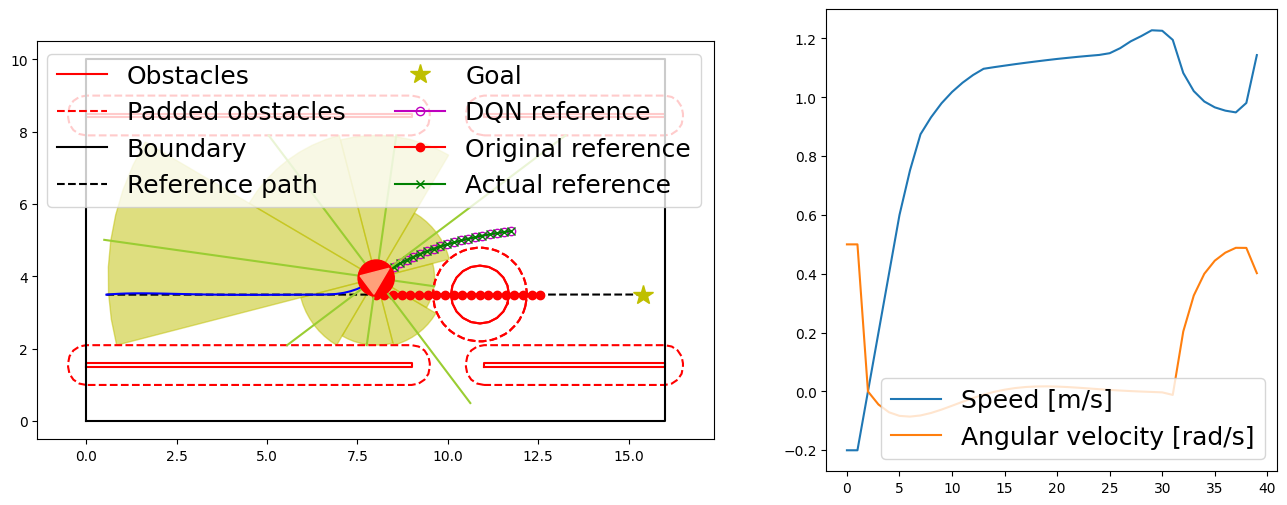 10
8
6
4
2
0
Obstacles
Padded obstacles
Boundary
Reference path
Goal
DQN reference
Original reference
Actual reference
0.0 2.5 5.0 7.5 10.0 12.5 15.0
1.2
1.0
0.8
0.6
0.4
0.2
0.0
−0.2
Speed [m/s]
Angular velocity [rad/s]
0 5 10 15 20 25 30 35 40